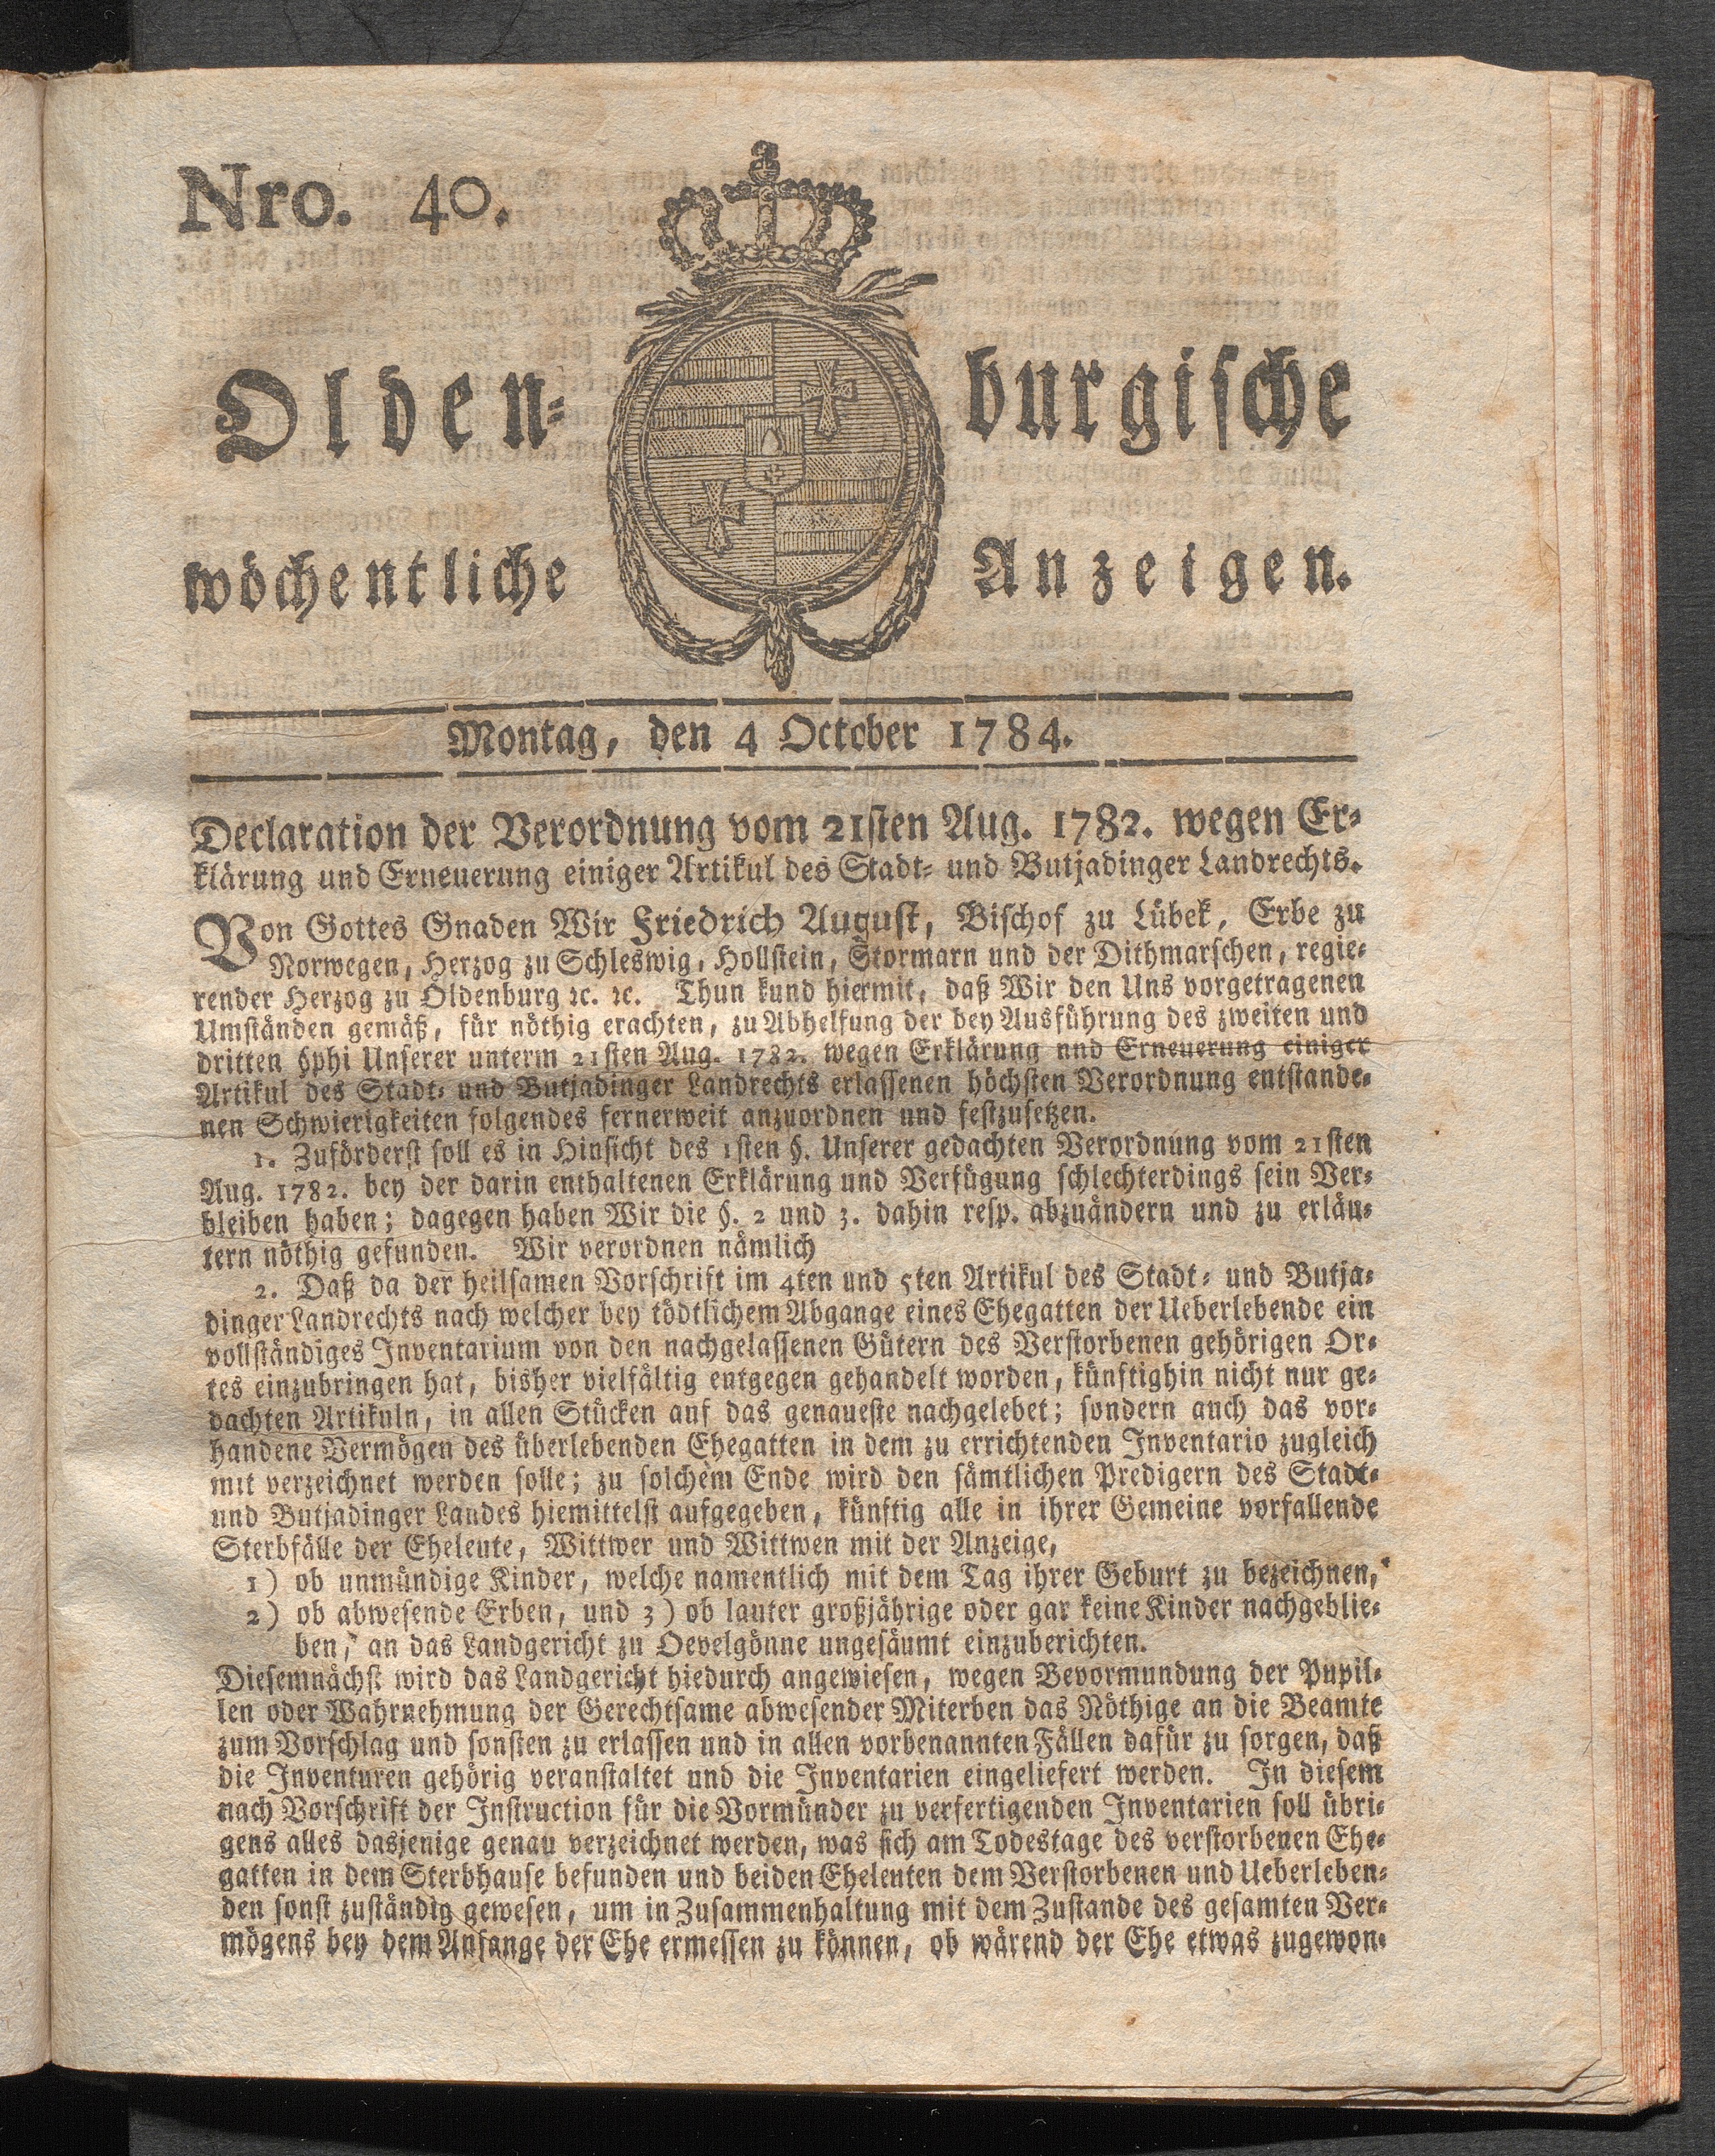 Nro. 40.
Olden- burgische
wöchentliche Anzeigen.
Montag, den 4 October 1784.
Declaration der Verordnung vom 21sten Aug. 1782. wegen Er-
klärung und Erneuerung einiger Artikul des Stadt- und Butjadinger Landrechts.
Von Gottes Gnaden Wir Friedrich August, Bischof zu Lübek, Erbe zu
Norwegen, Herzog zu Schleswig, Hollstein, Stormarn und der Dithmarschen, regie-
render Herzog zu Oldenburg ꝛc. ꝛc. Thun kund hiermit, daß Wir den Uns vorgetragenen
Umständen gemäß, für nöthig erachten, zu Abhelfung der bey Ausführung des zweiten und
dritten §phi Unserer unterm 21sten Aug. 1782. wegen Erklärung und Erneuerung einiger
Artikul des Stadt- und Butjadinger Landrechts erlassenen höchsten Verordnung entstande-
nen Schwierigkeiten folgendes fernerweit anzuordnen und festzusetzen.
1. Zuförderst soll es in Hinsicht des 1sten §. Unserer gedachten Verordnung vom 21sten
Aug. 1782. bey der darin enthaltenen Erklärung und Verfügung schlechterdings sein Ver-
bleiben haben; dagegen haben Wir die §. 2 und 3. dahin resp. abzuändern und zu erläu-
tern nöthig gefunden. Wir verordnen nämlich
2. Daß da der heilsamen Vorschrift im 4ten und 5ten Artikul des Stadt- und Butja-
dinger Landrechts nach welcher bey tödtlichem Abgange eines Ehegatten der Ueberlebende ein
vollständiges Inventarium von den nachgelassenen Gütern des Verstorbenen gehörigen Or-
tes einzubringen hat, bisher vielfältig entgegen gehandelt worden, künftighin nicht nur ge-
dachten Artikuln, in allen Stücken auf das genaueste nachgelebet; sondern auch das vor-
handene Vermögen des überlebenden Ehegatten in dem zu errichtenden Inventario zugleich
mit verzeichnet werden solle; zu solchem Ende wird den sämtlichen Predigern des Stadt-
und Butjadinger Landes hiemittelst aufgegeben, künftig alle in ihrer Gemeine vorfallende
Sterbfälle der Eheleute, Wittwer und Wittwen mit der Anzeige,
1) ob unmündige Kinder, welche namentlich mit dem Tag ihrer Geburt zu bezeichnen,
2) ob abwesende Erben, und 3) ob lauter großjährige oder gar keine Kinder nachgeblie-
ben, an das Landgericht zu Oevelgönne ungesäumt einzuberichten.
Diesemnächst wird das Landgericht hiedurch angewiesen, wegen Bevormundung der Pupil-
len oder Wahrnehmung der Gerechtsame abwesender Miterben das Nöthige an die Beamte
zum Vorschlag und sonsten zu erlassen und in allen vorbenannten Fällen dafür zu sorgen, daß
die Inventuren gehörig veranstaltet und die Inventarien eingeliefert werden. In diesem
nach Vorschrift der Instruction für die Vormünder zu verfertigenden Inventarien soll übri-
gens alles dasjenige genau verzeichnet werden, was sich am Todestage des verstorbenen Ehe-
gatten in dem Sterbhause befunden und beiden Eheleuten dem Verstorbenen und Ueberleben-
den sonst zuständig gewesen, um in Zusammenhaltung mit dem Zustande des gesamten Ver-
mögens bey dem Anfange der Ehe ermessen zu können, ob wärend der Ehe etwas zugewon-